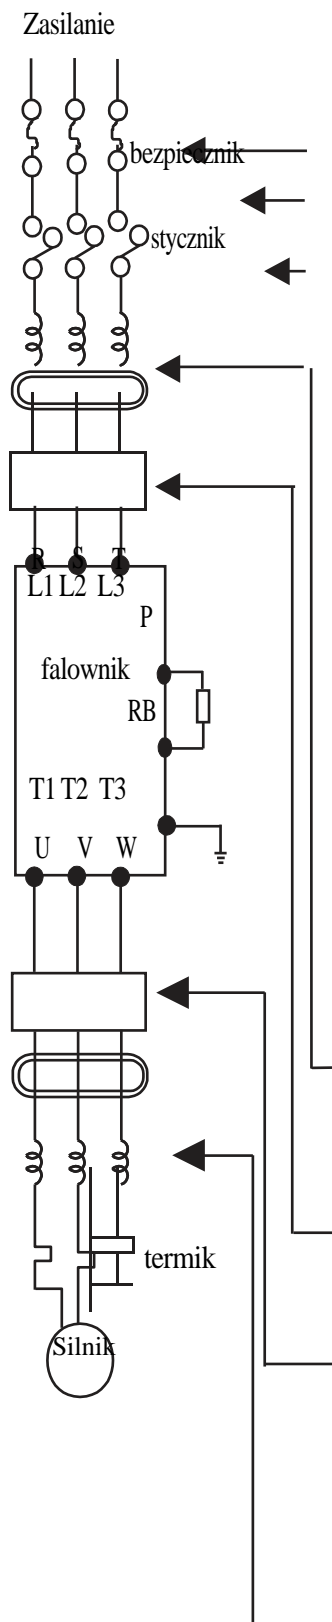 Zasilanie
bezpiecznik
stycznik
R S T
L1 L2 L3
P
falownik
RB
T1 T2 T3
U V W
termik
Silnik